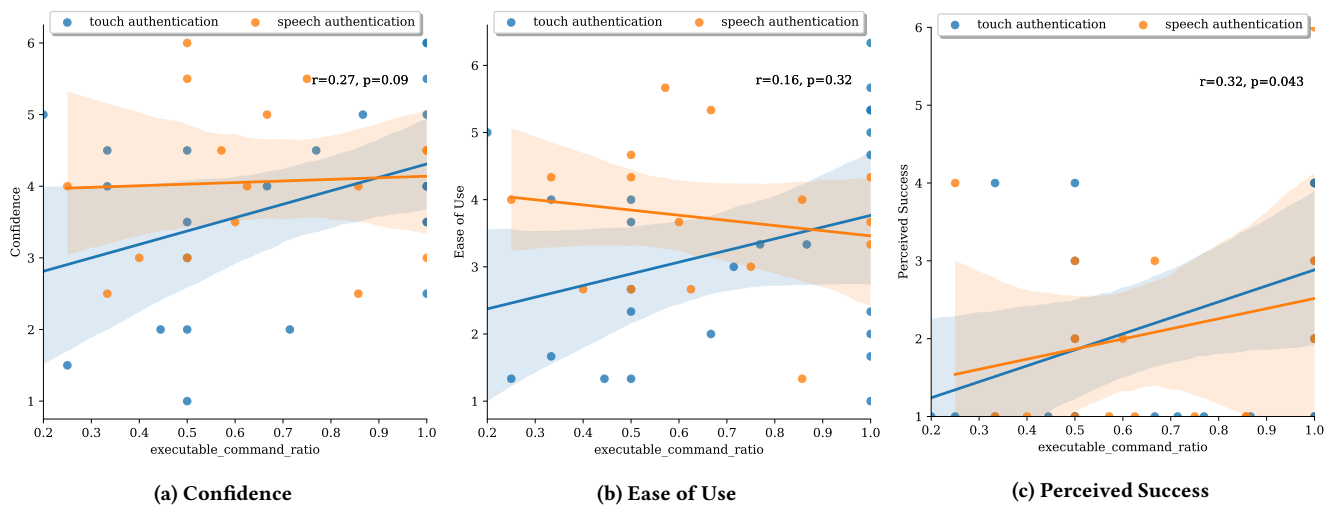 touch authentication speech authentication
r=0.27, p=0.09
6
5
4
3
2
1
Confidence
0.2 0.3 0.4 0.5 0.6 0.7 0.8 0.9 1.0
executable_command_ratio
(a) Confidence
touch authentication speech authentication
r=0.16, p=0.32
6
5
4
3
2
1
Ease of Use
0.2 0.3 0.4 0.5 0.6 0.7 0.8 0.9 1.0
executable_command_ratio
(b) Ease of Use
touch authentication speech authentication
r=0.32, p=0.043
6
5
4
3
2
1
Perceived Success
0.2 0.3 0.4 0.5 0.6 0.7 0.8 0.9 1.0
executable_command_ratio
(c) Perceived Success